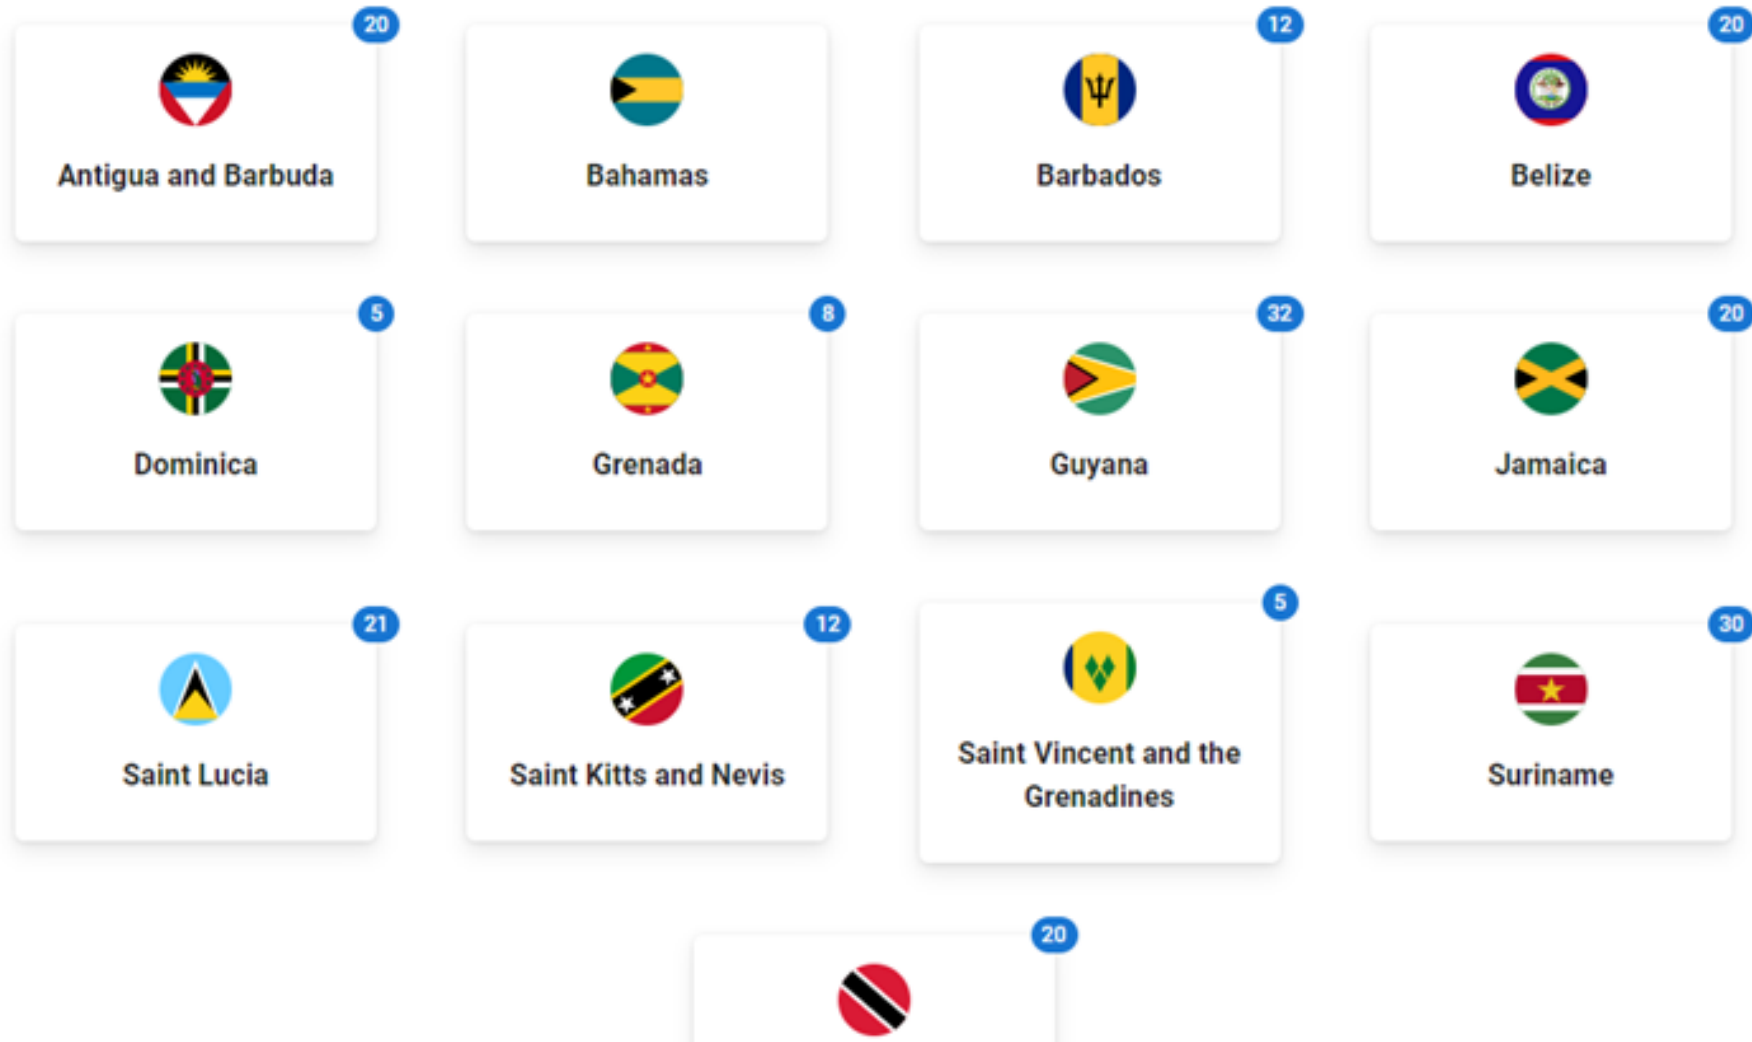 20
Antigua and Barbuda
Bahamas
12
Barbados
20
Belize
5
Dominica
8
Grenada
32
Guyana
20
Jamaica
21
Saint Lucia
12
Saint Kitts and Nevis
5
Saint Vincent and the
Grenadines
30
Suriname
20